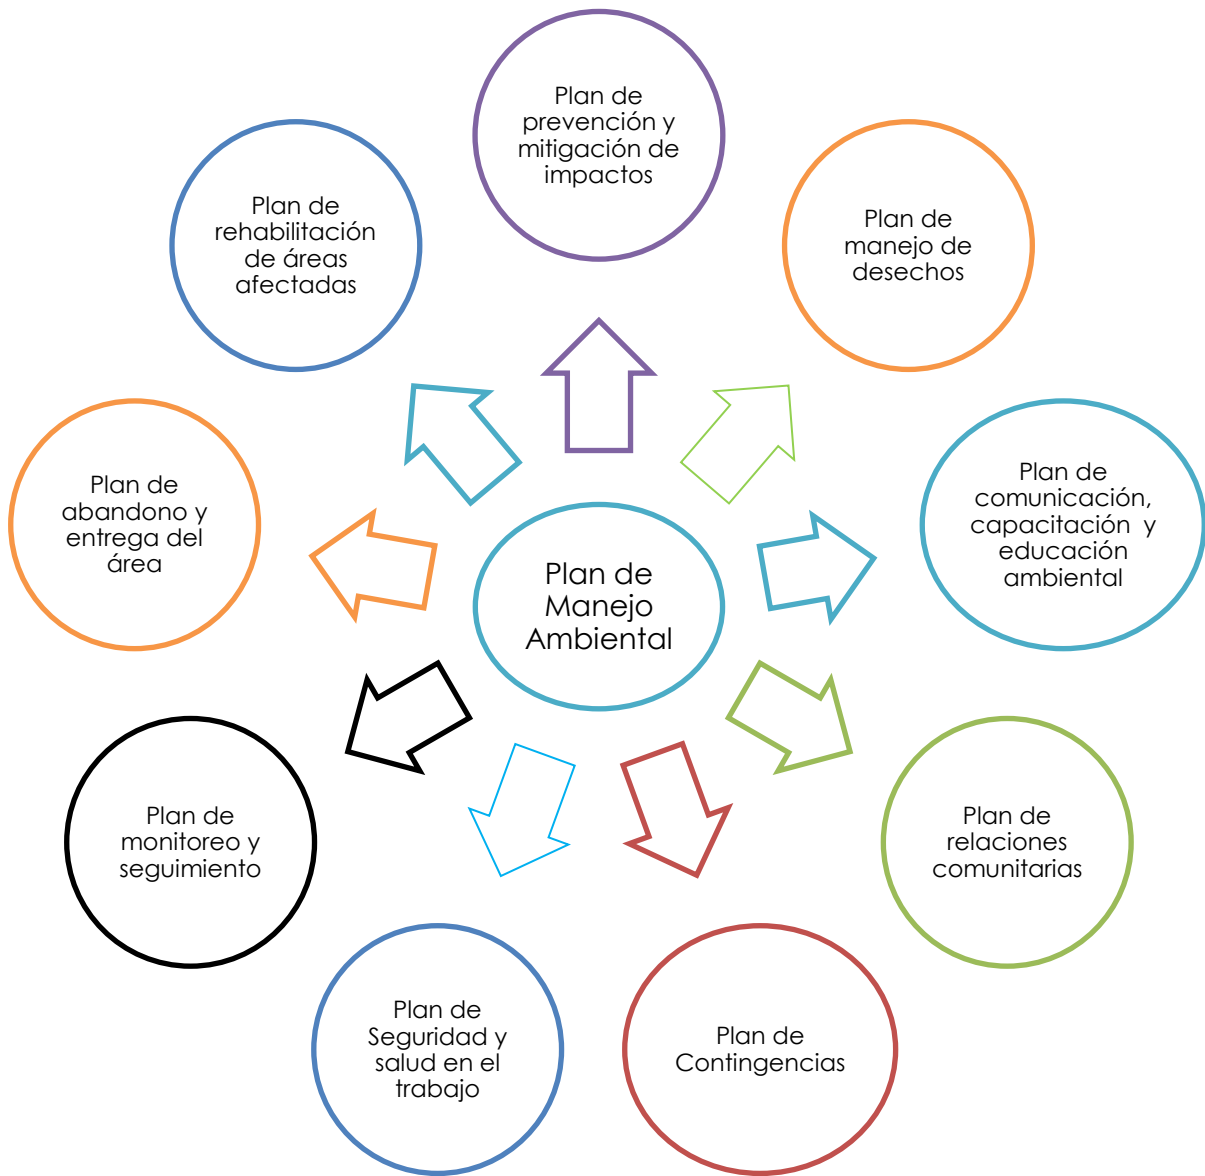 Plan de
prevención y
mitigación de
impactos
Plan de
manejo de
desechos
Plan de
comunicación,
capacitación y
educación
ambiental
Plan de
relaciones
comunitarias
Plan de
Contingencias
Plan de
Seguridad y
salud en el
trabajo
Plan de
monitoreo y
seguimiento
Plan de
abandono y
entrega del
área
Plan de
rehabilitación
de áreas
afectadas
Plan de
Manejo
Ambiental